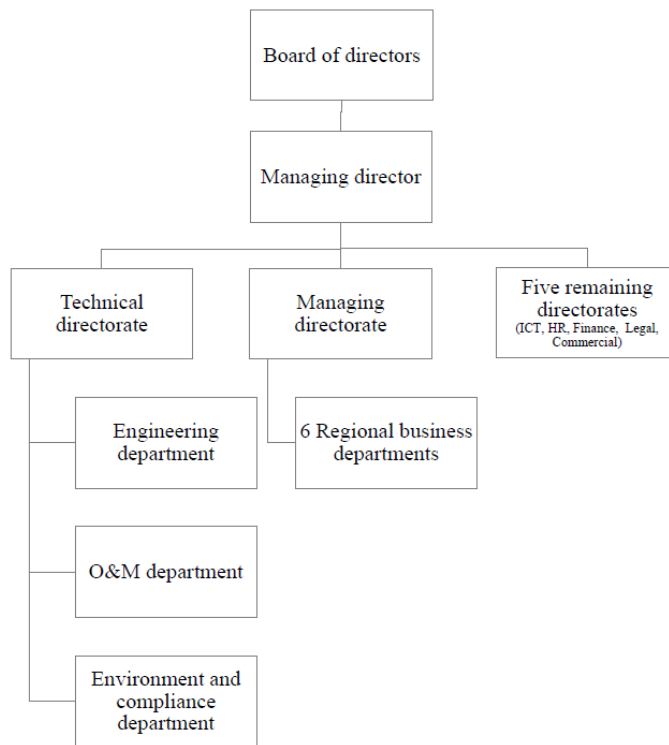 Board of directors
Managing director
Technical
directorate
Managing
directorate
Five remaining
directorates
(ICT, HR, Finance, Legal,
Commercial)
Engineering
department
6 Regional business
departments
O&M department
Environment and
compliance
department